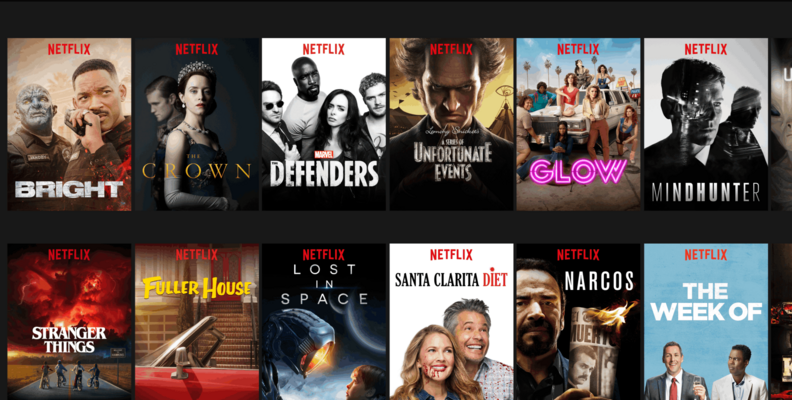 NETFLIX
BRIGHT
NETFLIX
THE
CROWN
NETFLIX
MARVEL
DEFENDERS
NETFLIX
Lemony Snicket's
A SERIES OF
UNFORTUNATE
EVENTS
NETFLIX
GLOW
NETFLIX
MINDHUNTER
NETFLIX
STRANGER
THINGS
NETFLIX
FULLER HOUSE
NETFLIX
LOST
IN
SPACE
NETFLIX
SANTA CLARITA DIET
NETFLIX
NARCOS
NETFLIX
THE
WEEK OF